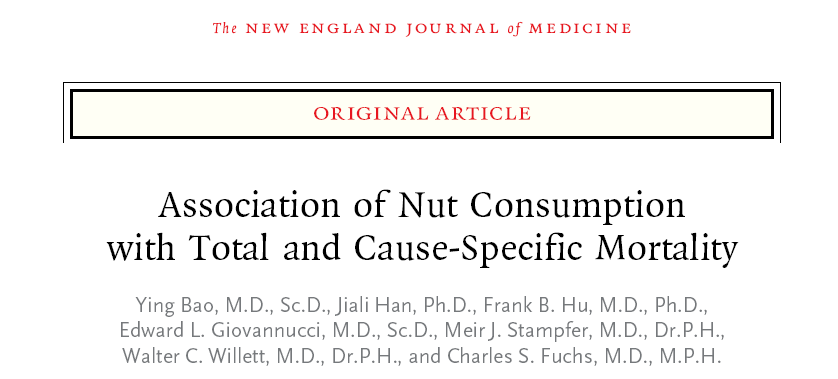 The NEW ENGLAND JOURNAL of MEDICINE
ORIGINAL ARTICLE
Association of Nut Consumption
with Total and Cause-Specific Mortality
Ying Bao, M.D., Sc.D., Jiali Han, Ph.D., Frank B. Hu, M.D., Ph.D.,
Edward L. Giovannucci, M.D., Sc.D., Meir J. Stampfer, M.D., Dr.P.H.,
Walter C. Willett, M.D., Dr.P.H., and Charles S. Fuchs, M.D., M.P.H.